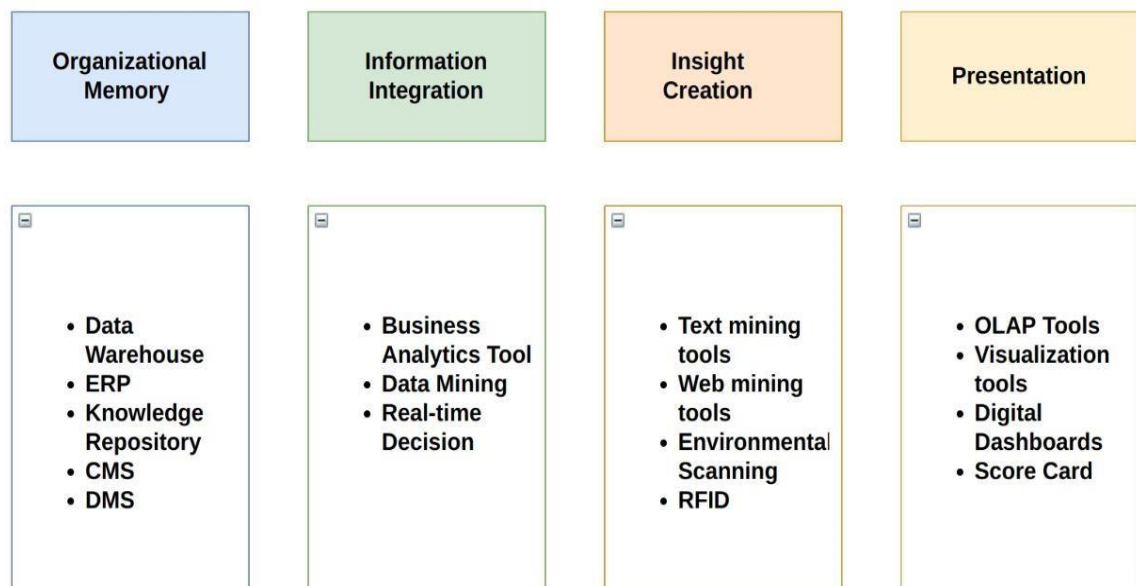 Organizational
Memory
Information
Integration
Insight
Creation
Presentation
• Data
Warehouse
• ERP
• Knowledge
Repository
• CMS
• DMS
• Business
Analytics Tool
• Data Mining
• Real-time
Decision
• Text mining
tools
• Web mining
tools
• Environmental
Scanning
• RFID
• OLAP Tools
• Visualization
tools
• Digital
Dashboards
• Score Card